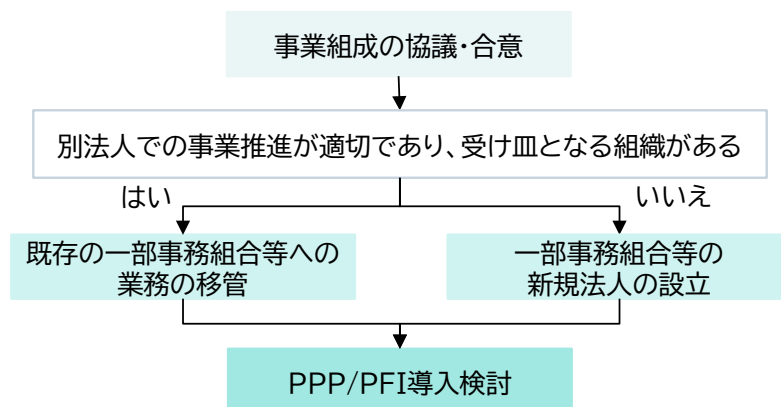 事業組成の協議・合意
別法人での事業推進が適切であり、受け皿となる組織がある
はい
いいえ
既存の一部事務組合等への
業務の移管
一部事務組合等の
新規法人の設立
PPP/PFI導入検討